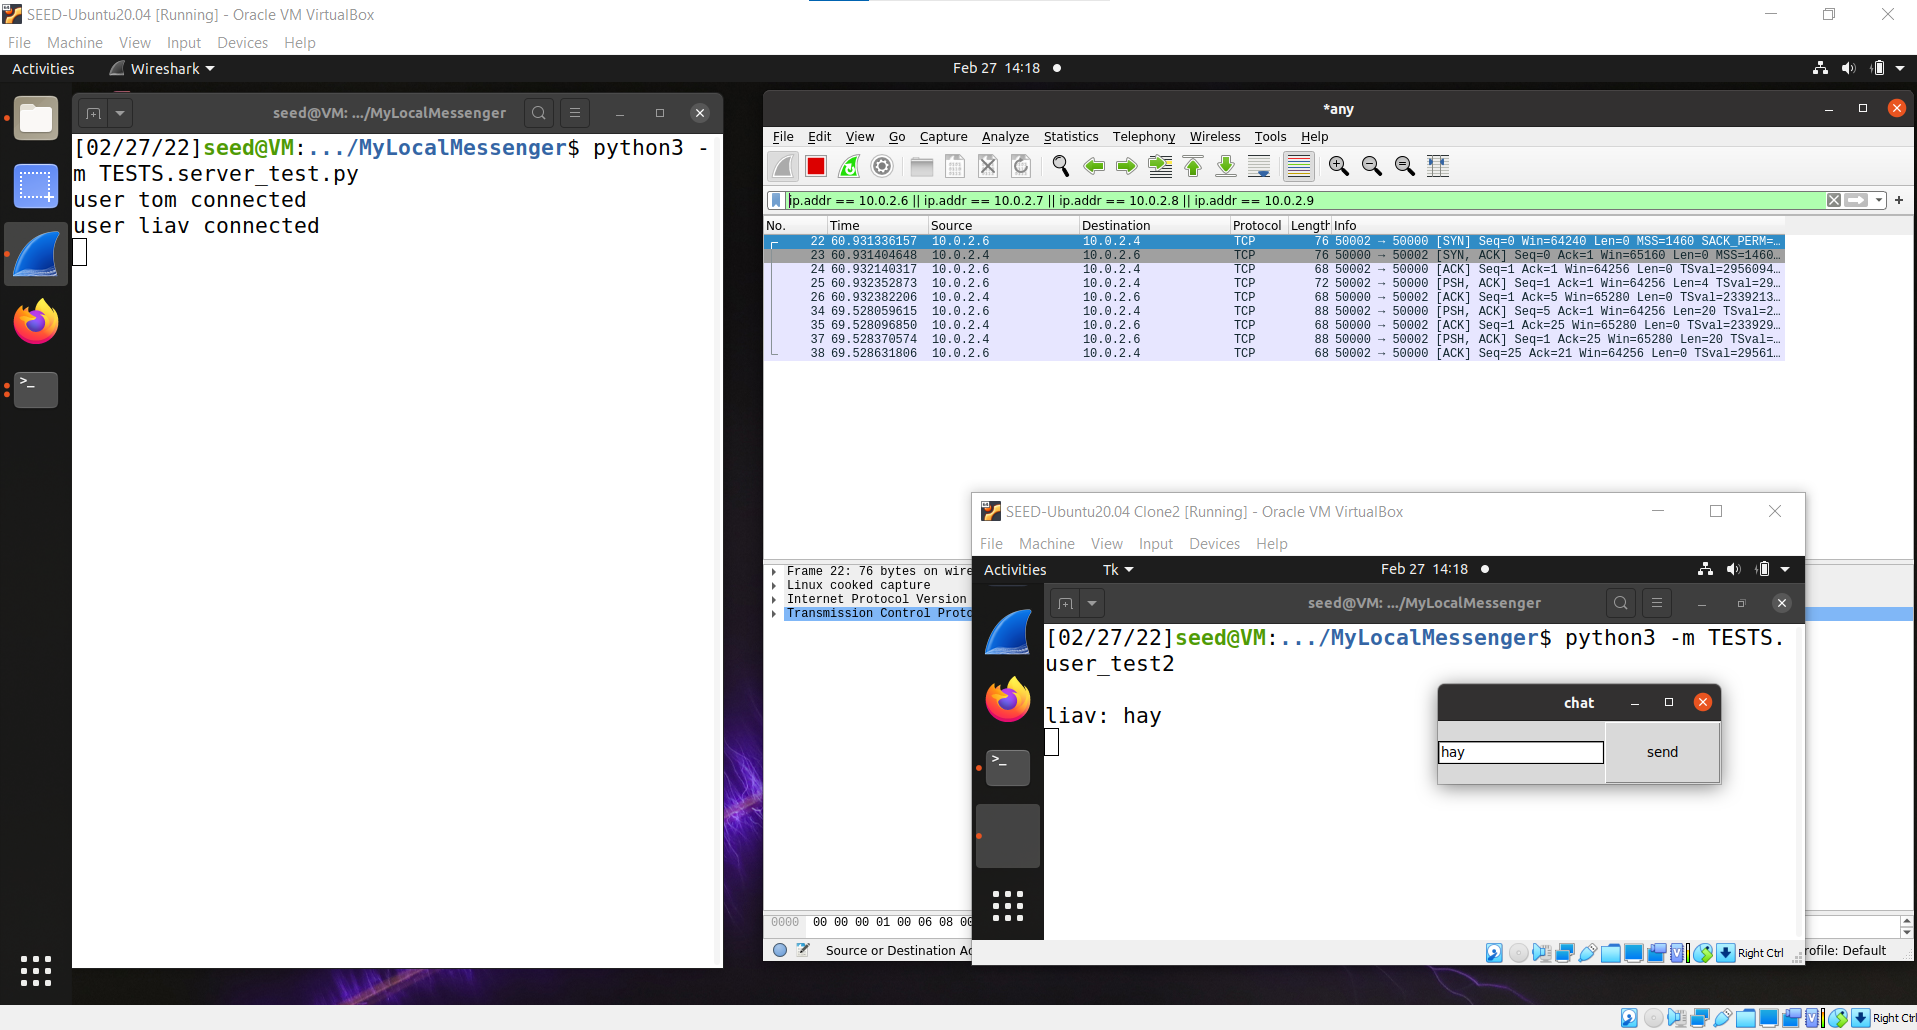 SEED-Ubuntu20.04 [Running] - Oracle VM VirtualBox
File Machine View Input Devices Help
Activities Wireshark Feb 27 14:18
seed@VM: .../MyLocalMessenger
[02/27/22]seed@VM:.../MyLocalMessenger$ python3 -
m TESTS.server_test.py
user tom connected
user liav connected
*any
File Edit View Go Capture Analyze Statistics Telephony Wireless Tools Help
ip.addr == 10.0.2.6 || ip.addr == 10.0.2.7 || ip.addr == 10.0.2.8 || ip.addr == 10.0.2.9
No. Time Source Destination Protocol Length Info
22 60.931336157 10.0.2.6 10.0.2.4 TCP 76 50002 → 50000 [SYN] Seq=0 Win=64240 Len=0 MSS=1460 SACK_PERM=…
23 60.931404648 10.0.2.4 10.0.2.6 TCP 76 50000 → 50002 [SYN, ACK] Seq=0 Ack=1 Win=65160 Len=0 MSS=1460…
24 60.932140317 10.0.2.6 10.0.2.4 TCP 68 50002 → 50000 [ACK] Seq=1 Ack=1 Win=64256 Len=0 TSval=2956094…
25 60.932352873 10.0.2.6 10.0.2.4 TCP 72 50002 → 50000 [PSH, ACK] Seq=1 Ack=1 Win=64256 Len=4 TSval=29…
26 60.932382206 10.0.2.4 10.0.2.6 TCP 68 50000 → 50002 [ACK] Seq=1 Ack=5 Win=65280 Len=0 TSval=2339213…
34 69.528059615 10.0.2.6 10.0.2.4 TCP 88 50002 → 50000 [PSH, ACK] Seq=5 Ack=1 Win=64256 Len=20 TSval=2…
35 69.528096850 10.0.2.4 10.0.2.6 TCP 68 50000 → 50002 [ACK] Seq=1 Ack=25 Win=65280 Len=0 TSval=233929…
37 69.528370574 10.0.2.4 10.0.2.6 TCP 88 50000 → 50002 [PSH, ACK] Seq=1 Ack=25 Win=65280 Len=20 TSval=…
38 69.528631806 10.0.2.6 10.0.2.4 TCP 68 50002 → 50000 [ACK] Seq=25 Ack=21 Win=64256 Len=0 TSval=29561…
Frame 22: 76 bytes on wire
Linux cooked capture
Internet Protocol Version
Transmission Control Proto
0000 00 00 00 01 00 06 08 00
Source or Destination Ad
rofile: Default
SEED-Ubuntu20.04 Clone2 [Running] - Oracle VM VirtualBox
File Machine View Input Devices Help
Activities Tk Feb 27 14:18
seed@VM: .../MyLocalMessenger
[02/27/22]seed@VM:.../MyLocalMessenger$ python3 -m TESTS.
user_test2
liav: hay
chat
hay send
Right Ctrl
Right Ctrl